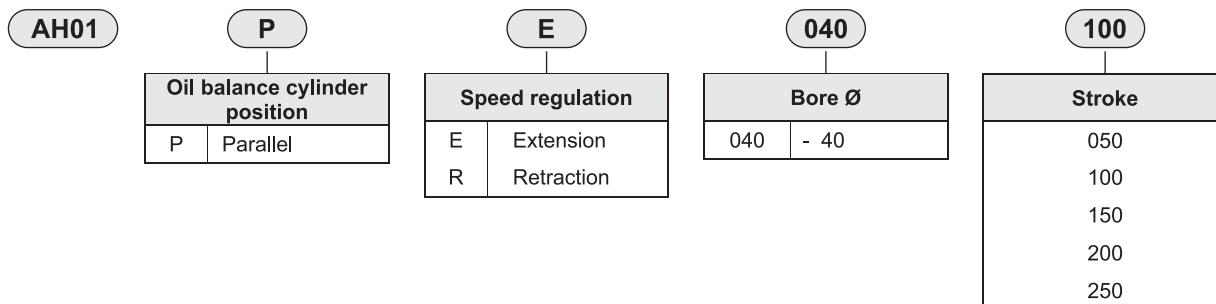 AH01 P E 040 100
Oil balance cylinder
position
P Parallel
Speed regulation
E Extension
R Retraction
Bore Ø
040 - 40
Stroke
050
100
150
200
250